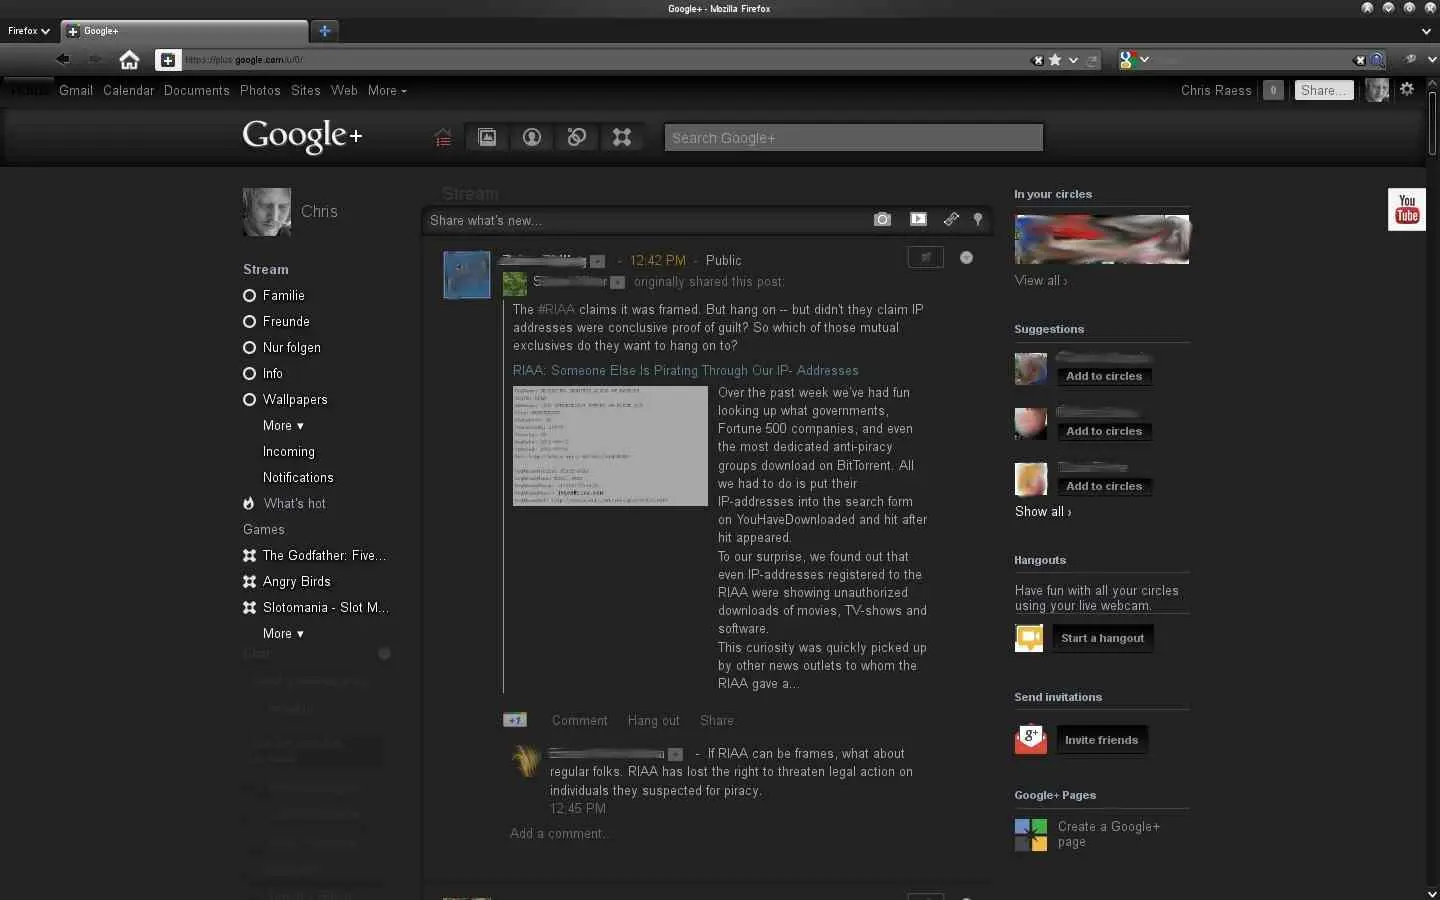 Google+ - Mozilla Firefox
Firefox
Google+
https://plus.google.com/u/0/
Gmail Calendar Documents Photos Sites Web More
Chris Raess 0 Share...
Google+
Search Google+
Chris
Stream
Familie
Freunde
Nur folgen
Info
Wallpapers
More ▾
Incoming
Notifications
What's hot
Games
The Godfather: Five...
Angry Birds
Slotomania - Slot M...
More ▾
Chat
Stream
Share what's new...
- 12:42 PM - Public
originally shared this post:
The #RIAA claims it was framed. But hang on -- but didn't they claim IP
addresses were conclusive proof of guilt? So which of those mutual
exclusives do they want to hang on to?
RIAA: Someone Else Is Pirating Through Our IP- Addresses
Over the past week we've had fun
looking up what governments,
Fortune 500 companies, and even
the most dedicated anti-piracy
groups download on BitTorrent. All
we had to do is put their
IP-addresses into the search form
on YouHaveDownloaded and hit after
hit appeared.
To our surprise, we found out that
even IP-addresses registered to the
RIAA were showing unauthorized
downloads of movies, TV-shows and
software.
This curiosity was quickly picked up
by other news outlets to whom the
RIAA gave a...
+1 Comment Hang out Share
- If RIAA can be frames, what about
regular folks. RIAA has lost the right to threaten legal action on
individuals they suspected for piracy.
12:45 PM
Add a comment...
In your circles
View all ›
Suggestions
Add to circles
Add to circles
Add to circles
Show all ›
Hangouts
Have fun with all your circles
using your live webcam.
Start a hangout
Send invitations
g+
Invite friends
Google+ Pages
Create a Google+
page
You
Tube